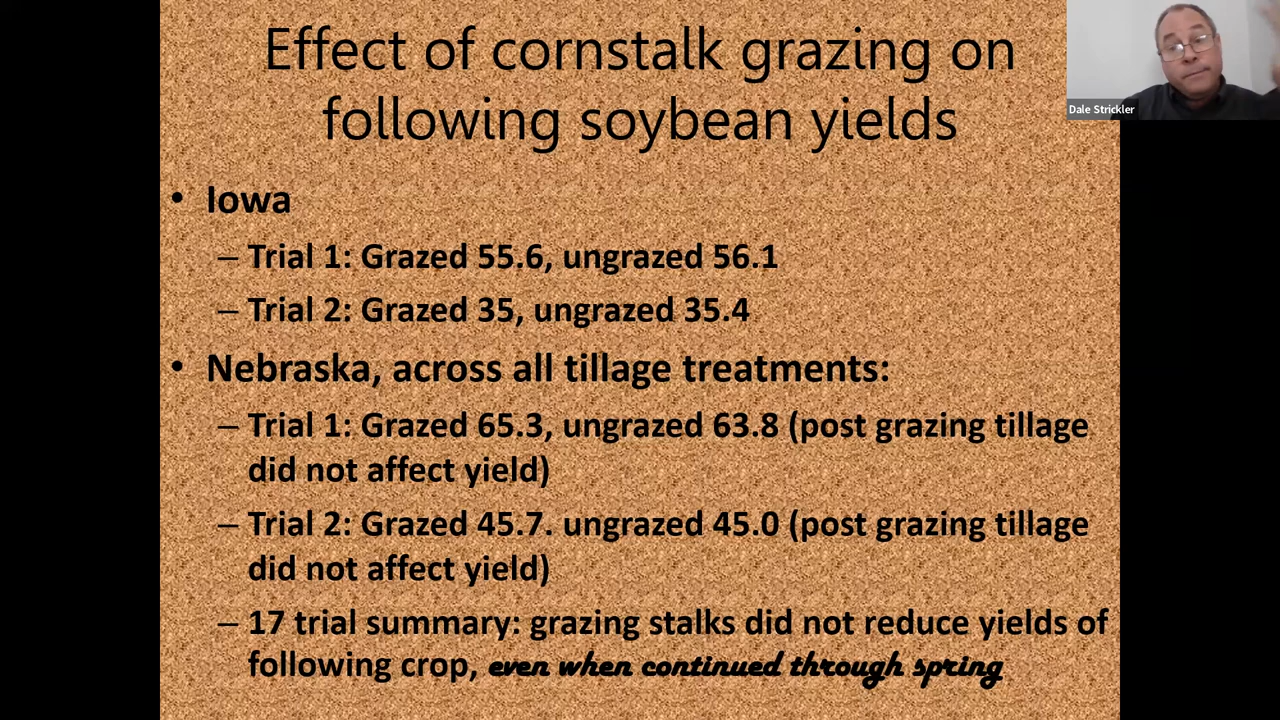 Effect of cornstalk grazing on
following soybean yields
Dale Strickler
• Iowa
– Trial 1: Grazed 55.6, ungrazed 56.1
– Trial 2: Grazed 35, ungrazed 35.4
• Nebraska, across all tillage treatments:
– Trial 1: Grazed 65.3, ungrazed 63.8 (post grazing tillage
did not affect yield)
– Trial 2: Grazed 45.7. ungrazed 45.0 (post grazing tillage
did not affect yield)
– 17 trial summary: grazing stalks did not reduce yields of
following crop, even when continued through spring